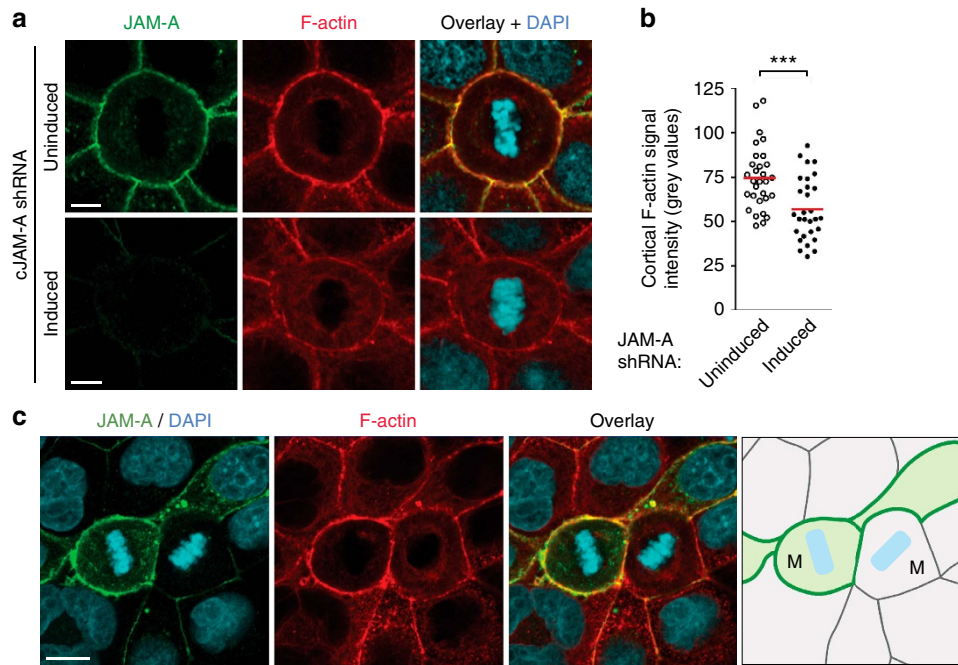 a
JAM-A
F-actin
Overlay + DAPI
cJAM-A shRNA
Uninduced
Induced
b
***
125
100
75
50
25
0
Cortical F-actin signal
intensity (grey values)
JAM-A
shRNA:
Uninduced
Induced
c
JAM-A / DAPI
F-actin
Overlay
M
M